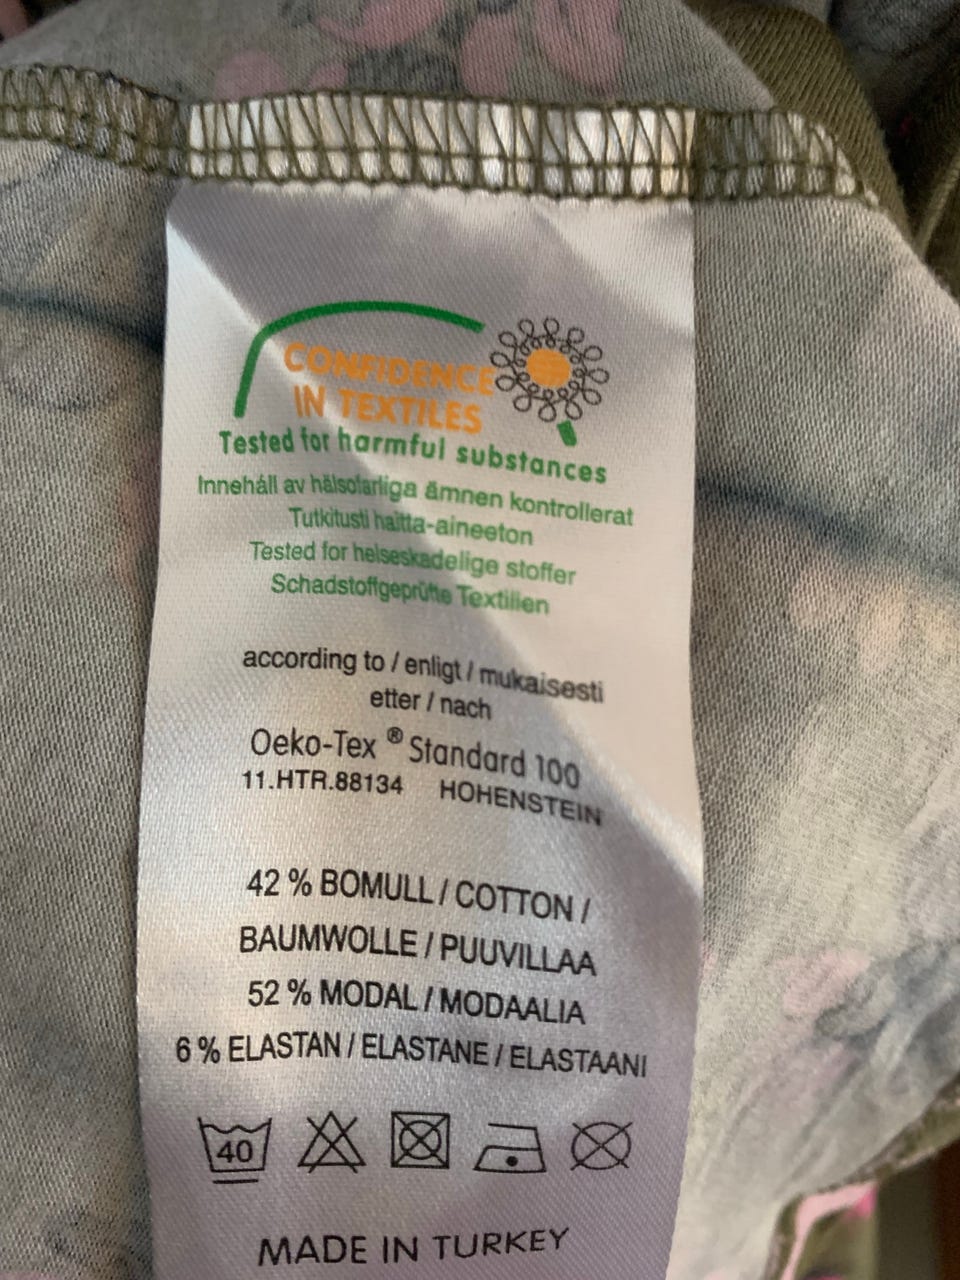 CONFIDENCE
IN TEXTILES
Tested for harmful substances
Innehåll av hälsofarliga ämnen kontrollerat
Tutkitusti haitta-aineeton
Tested for helseskadelige stoffer
Schadstoffgeprüfte Textilien
according to / enligt / mukaisesti
etter / nach
Oeko-Tex ® Standard 100
11.HTR.88134 HOHENSTEIN
42 % BOMULL / COTTON /
BAUMWOLLE / PUUVILLAA
52 % MODAL / MODAALIA
6 % ELASTAN / ELASTANE / ELASTAANI
40
MADE IN TURKEY